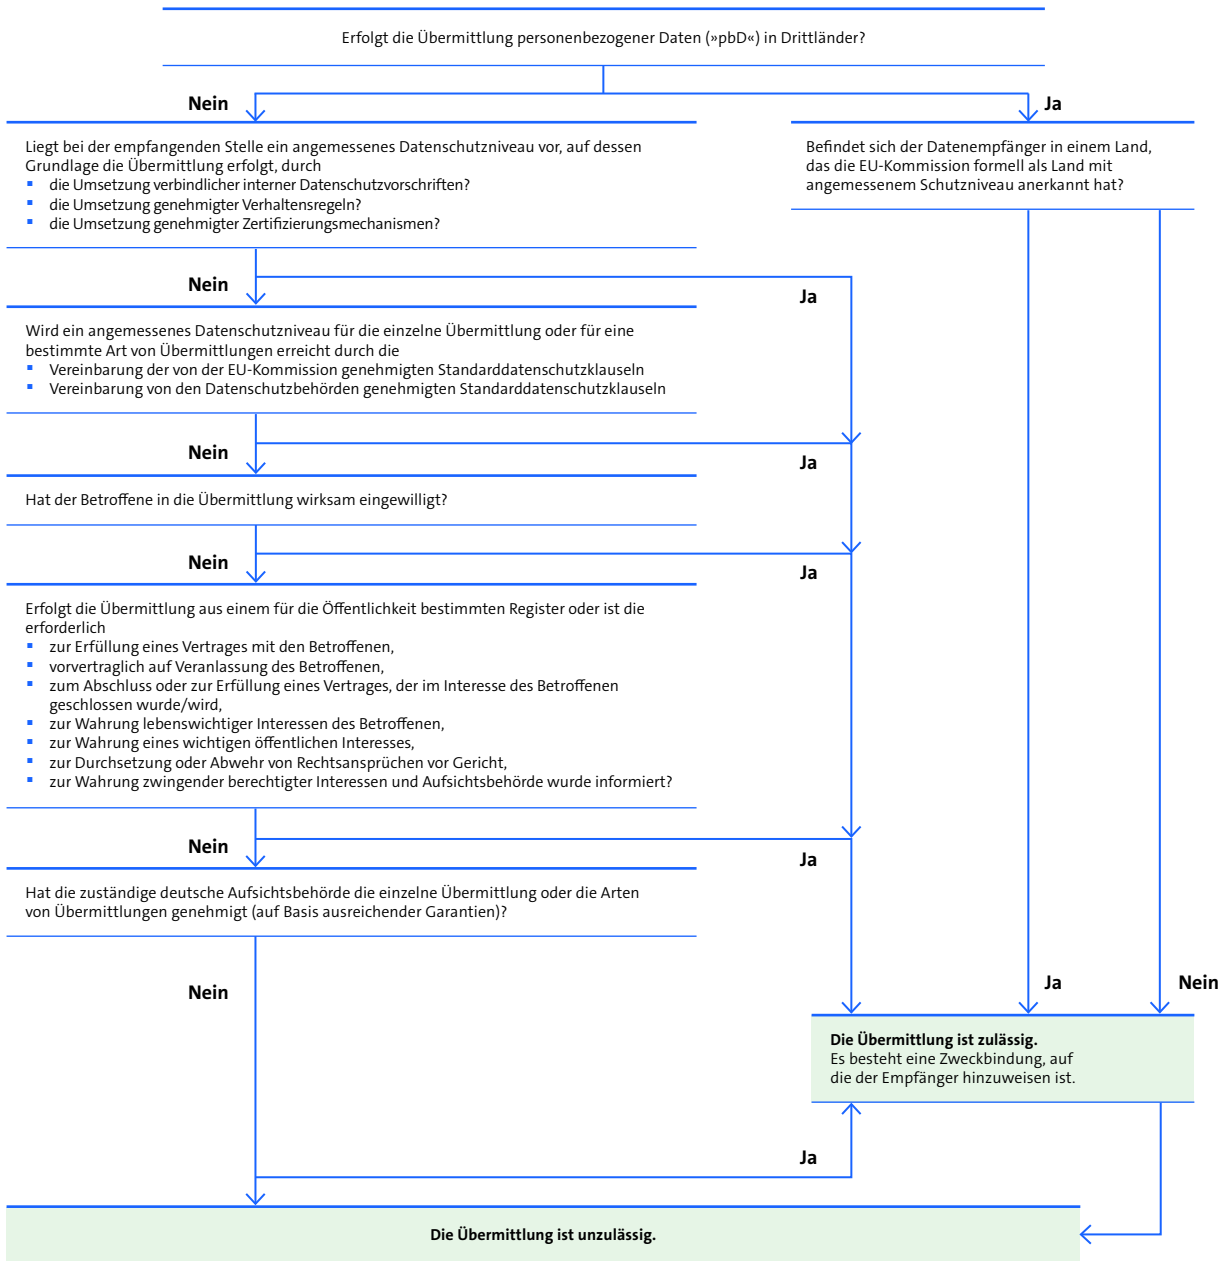 Erfolgt die Übermittlung personenbezogener Daten (»pbD«) in Drittländer?
Nein
Ja
Liegt bei der empfangenden Stelle ein angemessenes Datenschutzniveau vor, auf dessen
Grundlage die Übermittlung erfolgt, durch
▪ die Umsetzung verbindlicher interner Datenschutzvorschriften?
▪ die Umsetzung genehmigter Verhaltensregeln?
▪ die Umsetzung genehmigter Zertifizierungsmechanismen?
Befindet sich der Datenempfänger in einem Land,
das die EU-Kommission formell als Land mit
angemessenem Schutzniveau anerkannt hat?
Nein
Ja
Wird ein angemessenes Datenschutzniveau für die einzelne Übermittlung oder für eine
bestimmte Art von Übermittlungen erreicht durch die
▪ Vereinbarung der von der EU-Kommission genehmigten Standarddatenschutzklauseln
▪ Vereinbarung von den Datenschutzbehörden genehmigten Standarddatenschutzklauseln
Nein
Ja
Hat der Betroffene in die Übermittlung wirksam eingewilligt?
Nein
Ja
Erfolgt die Übermittlung aus einem für die Öffentlichkeit bestimmten Register oder ist die
erforderlich
▪ zur Erfüllung eines Vertrages mit den Betroffenen,
▪ vorvertraglich auf Veranlassung des Betroffenen,
▪ zum Abschluss oder zur Erfüllung eines Vertrages, der im Interesse des Betroffenen
geschlossen wurde/wird,
▪ zur Wahrung lebenswichtiger Interessen des Betroffenen,
▪ zur Wahrung eines wichtigen öffentlichen Interesses,
▪ zur Durchsetzung oder Abwehr von Rechtsansprüchen vor Gericht,
▪ zur Wahrung zwingender berechtigter Interessen und Aufsichtsbehörde wurde informiert?
Nein
Ja
Hat die zuständige deutsche Aufsichtsbehörde die einzelne Übermittlung oder die Arten
von Übermittlungen genehmigt (auf Basis ausreichender Garantien)?
Nein
Ja
Nein
Die Übermittlung ist zulässig.
Es besteht eine Zweckbindung, auf
die der Empfänger hinzuweisen ist.
Ja
Die Übermittlung ist unzulässig.